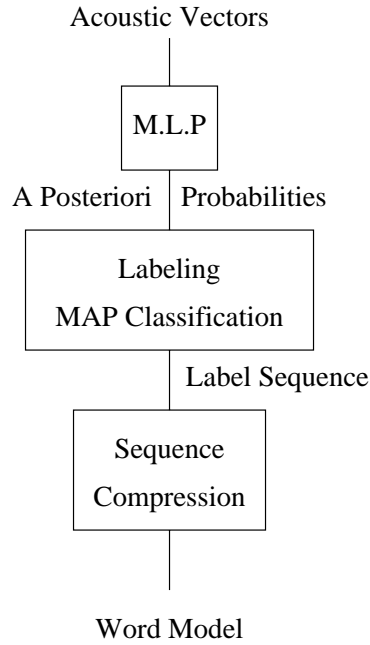 Acoustic Vectors
M.L.P
A Posteriori Probabilities
Labeling
MAP Classification
Label Sequence
Sequence
Compression
Word Model